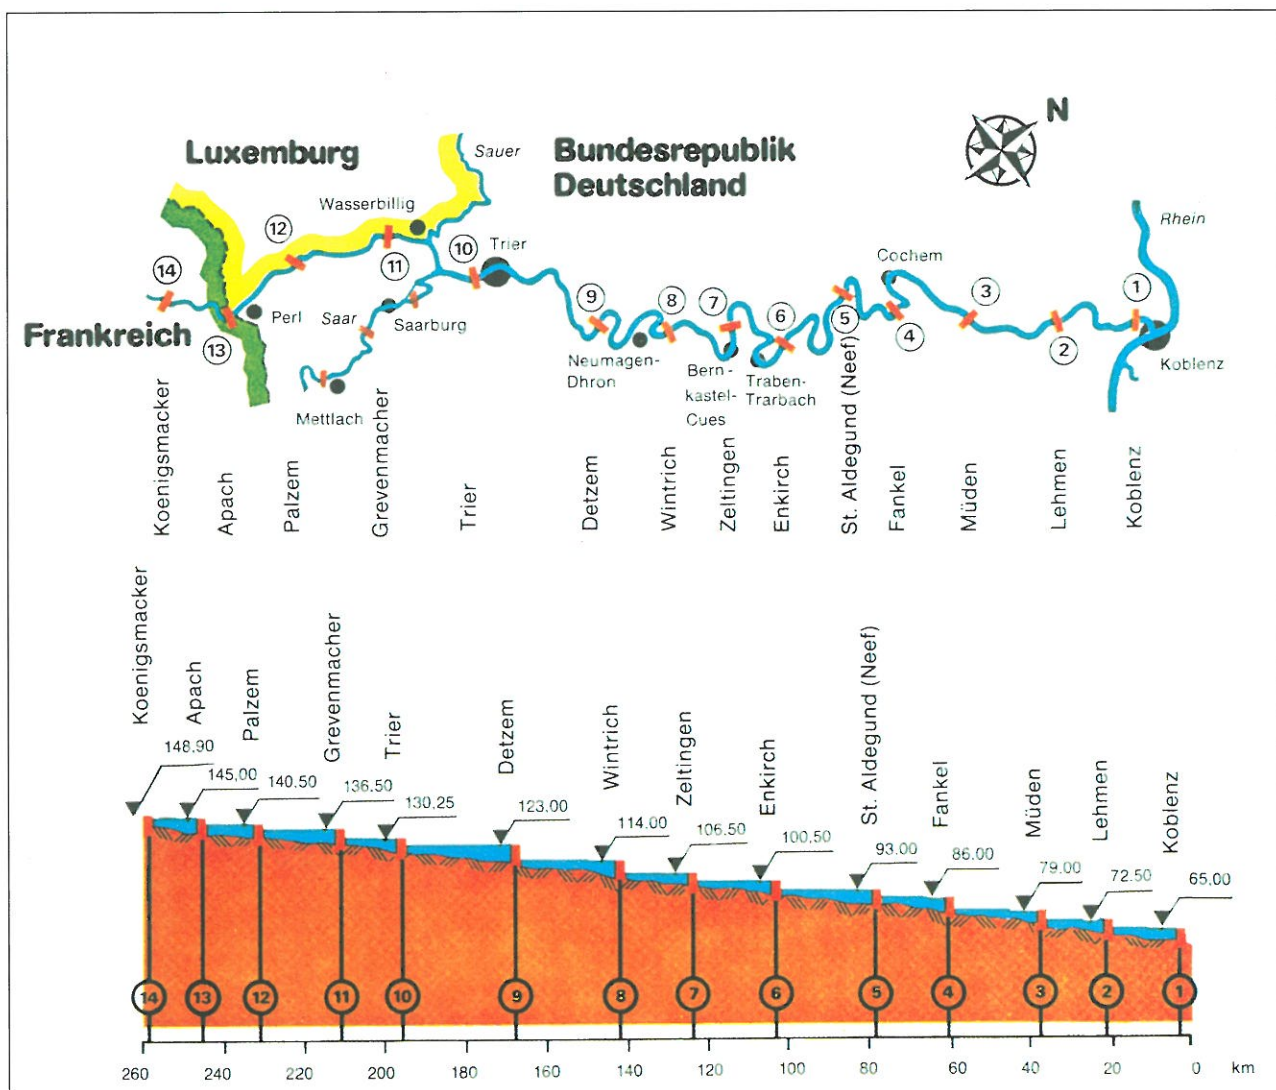 N
Luxemburg
Sauer
Bundesrepublik
Deutschland
Wasserbillig
Rhein
12
10
Trier
Cochem
14
11
9
8
7
6
5
4
3
2
1
Frankreich
Perl
13
Saar
Saarburg
Mettlach
Neumagen-
Dhron
Bern-
kastel-
Cues
Traben-
Trarbach
Koblenz
Koenigsmacker
Apach
Palzem
Grevenmacher
Trier
Detzem
Wintrich
Zeltingen
Enkirch
St. Aldegund (Neef)
Fankel
Müden
Lehmen
Koblenz
Koenigsmacker
Apach
Palzem
Grevenmacher
Trier
Detzem
Wintrich
Zeltingen
Enkirch
St. Aldegund (Neef)
Fankel
Müden
Lehmen
Koblenz
148,90
145,00
140,50
136,50
130,25
123,00
114.00
106.50
100,50
93.00
86.00
79.00
72.50
65,00
14
13
12
11
10
9
8
7
6
5
4
3
2
1
260
240
220
200
180
160
140
120
100
80
60
40
20
0
km